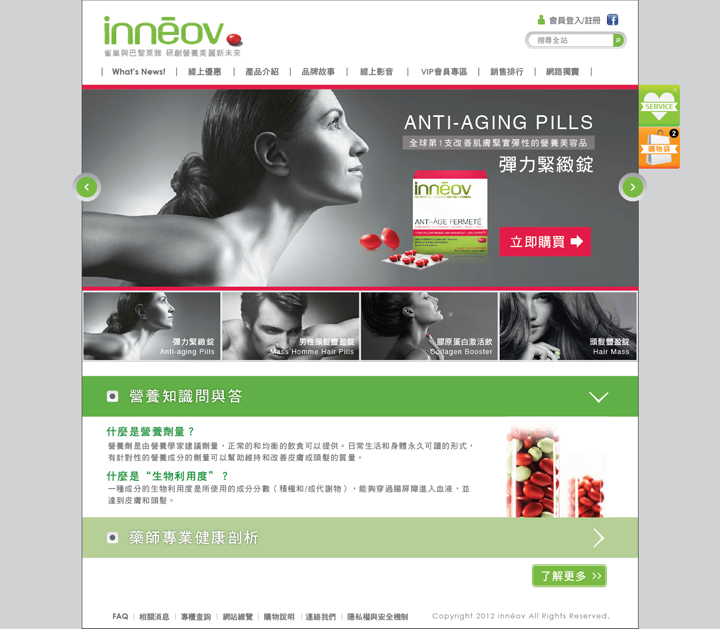 innēov
雀巢與巴黎萊雅 研創營養美麗新未來
會員登入/註冊
搜尋全站
What's News!
線上優惠
產品介紹
品牌故事
線上影音
VIP會員專區
銷售排行
網路獨賣
SERVICE
2
購物袋
ANTI-AGING PILLS
全球第1支改善肌膚緊實彈性的營養美容品
彈力緊緻錠
innēov
ANTI-ÂGE FERMETÉ
立即購買
彈力緊緻錠
Anti-aging Pills
男性頭髮豐盈錠
Mass Homme Hair Pills
膠原蛋白激活飲
Collagen Booster
頭髮豐盈錠
Hair Mass
營養知識問與答
什麼是營養劑量？
營養劑是由營養學家建議劑量，正常的和均衡的飲食可以提供。日常生活和身體永久可讀的形式，
有針對性的營養成分的劑量可以幫助維持和改善皮膚或頭髮的質量。
什麼是“生物利用度”？
一種成分的生物利用度是所使用的成分分數（積極和/或代謝物），能夠穿過腸屏障進入血液，並
達到皮膚和頭髮。
藥師專業健康剖析
了解更多
FAQ
相關消息
專櫃查詢
網站總覽
購物說明
連絡我們
隱私權與安全機制
Copyright 2012 innéov All Rights Reserved.